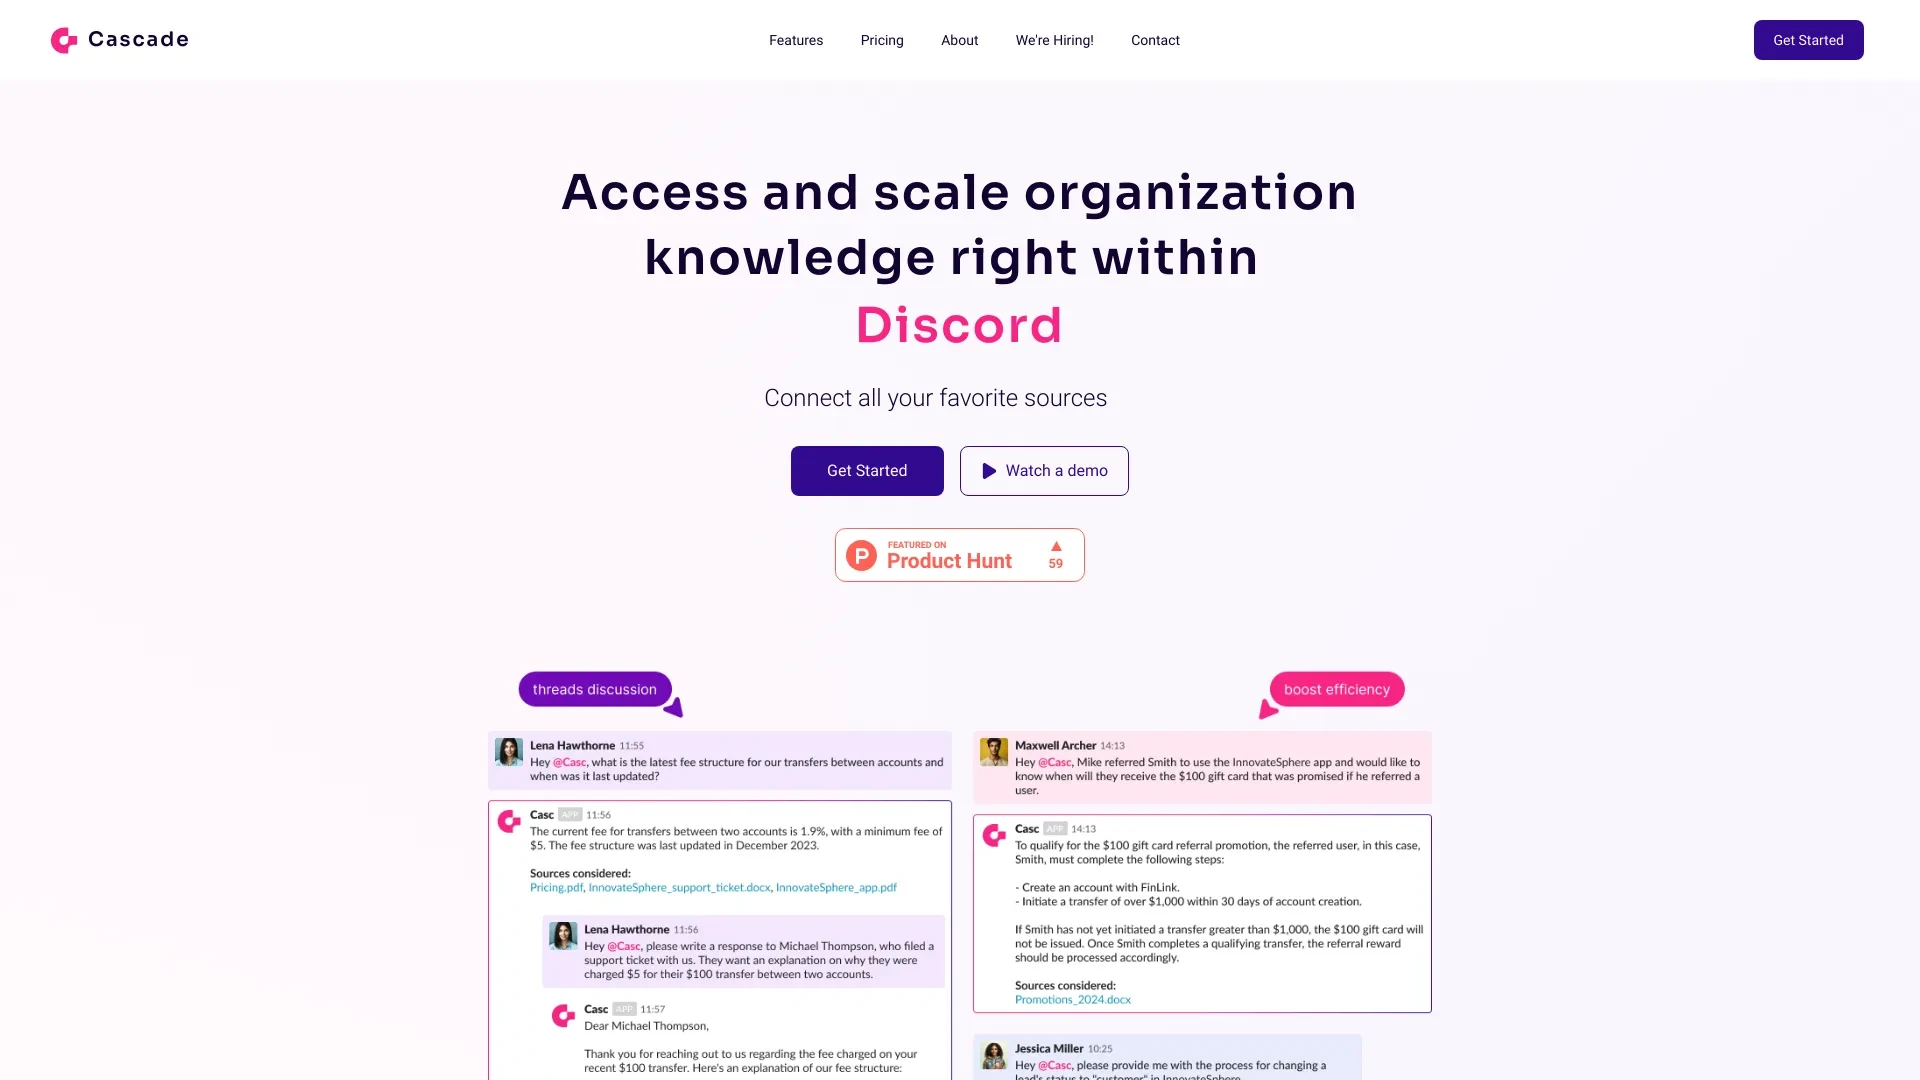 Cascade
Features
Pricing
About
We're Hiring!
Contact
Get Started
Access and scale organization
knowledge right within
Discord
Connect all your favorite sources
Get Started
Watch a demo
P
FEATURED ON
Product Hunt
59
threads discussion
Lena Hawthorne 11:55
Hey @Casc, what is the latest fee structure for our transfers between accounts and
when was it last updated?
Casc APP 11:56
The current fee for transfers between two accounts is 1.9%, with a minimum fee of
$5. The fee structure was last updated in December 2023.
Sources considered:
Pricing.pdf, InnovateSphere_support_ticket.docx, InnovateSphere_app.pdf
Lena Hawthorne 11:56
Hey @Casc, please write a response to Michael Thompson, who filed a
support ticket with us. They want an explanation on why they were
charged $5 for their $100 transfer between two accounts.
Casc APP 11:57
Dear Michael Thompson,
Thank you for reaching out to us regarding the fee charged on your
recent $100 transfer. Here's an explanation of our fee structure:
boost efficiency
Maxwell Archer 14:13
Hey @Casc, Mike referred Smith to use the InnovateSphere app and would like to
know when will they receive the $100 gift card that was promised if he referred a
user.
Casc APP 14:13
To qualify for the $100 gift card referral promotion, the referred user, in this case,
Smith, must complete the following steps:
- Create an account with FinLink.
- Initiate a transfer of over $1,000 within 30 days of account creation.
If Smith has not yet initiated a transfer greater than $1,000, the $100 gift card will
not be issued. Once Smith completes a qualifying transfer, the referral reward
should be processed accordingly.
Sources considered:
Promotions_2024.docx
Jessica Miller 10:25
Hey @Casc, please provide me with the process for changing a
lead's status to "customer" in InnovateSphere